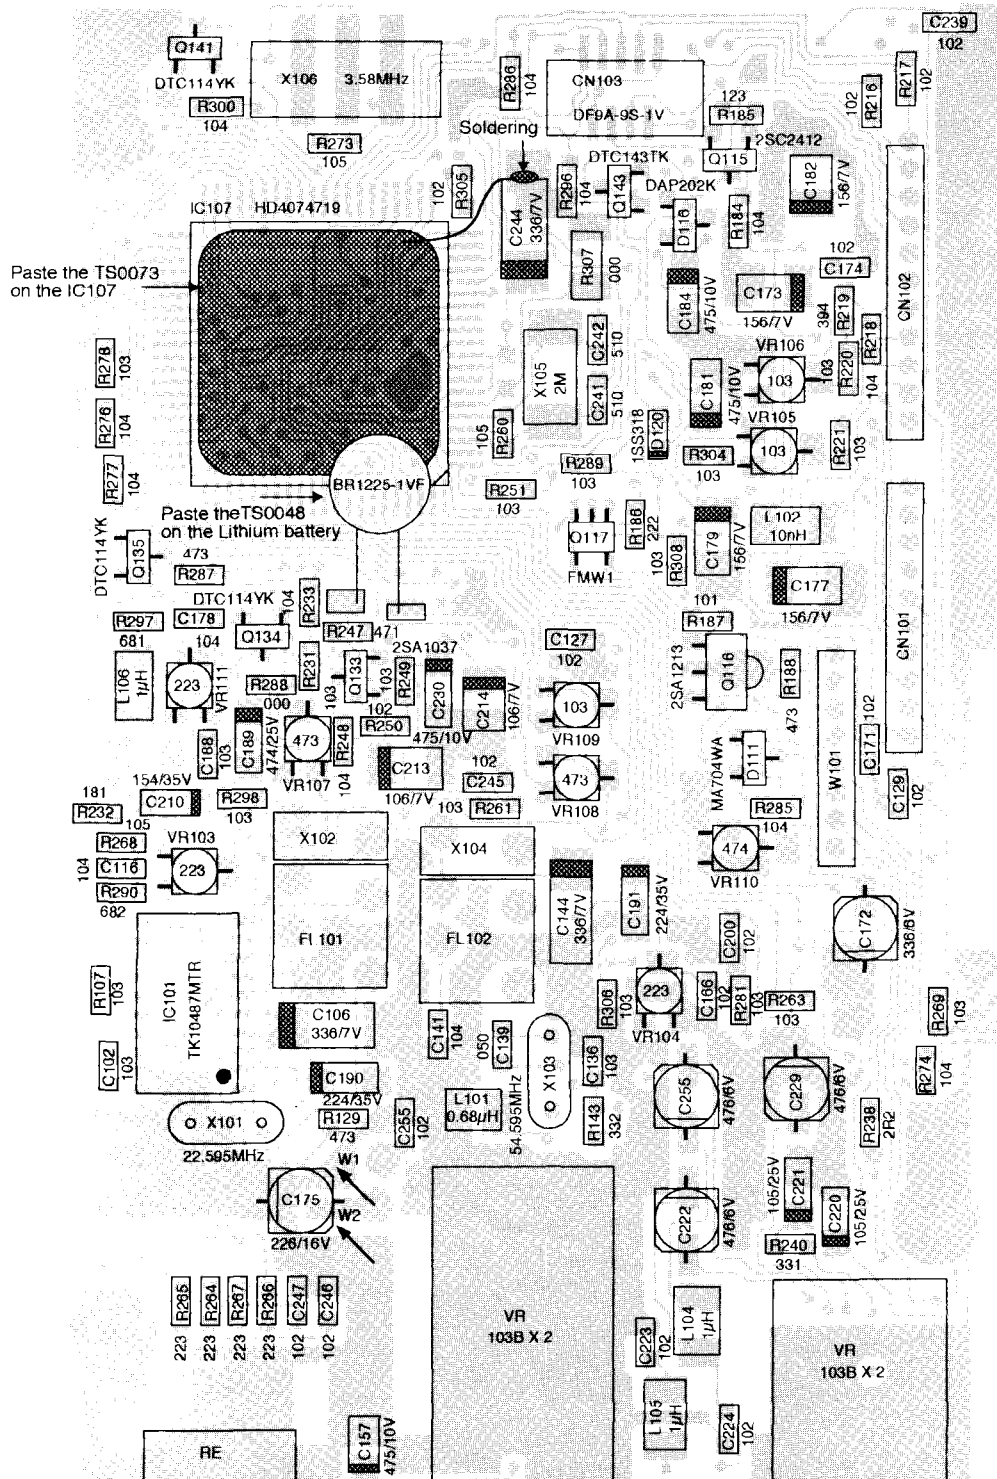 C239
102
Q141
DTC114YK
X106 3.58MHz
R300
104
R286
104
CN103
DF9A-9S-1V
R217
102
R216
102
123
R185
2SC2412
Q115
Soldering
R273
105
DTC143TK
R305
102
C244
336/7V
R296
104
Q143
DAP202K
D116
R184
104
C182
156/7V
IC107 HD4074719
R307
000
C184
475/10V
C173
156/7V
102
C174
R219
394
R218
104
CN102
Paste the TS0073
on the IC107
R278
103
R276
104
R277
104
X105
2M
C242
510
C241
510
VR106
103
R220
103
C181
475/10V
VR105
103
R221
103
R260
105
1SS318
D120
R304
103
R289
103
BR1225-1VF
R251
103
Paste theTS0048
on the Lithium battery
Q117
FMW1
R186
222
R308
103
C179
156/7V
L102
10nH
C177
156/7V
DTC114YK
Q135
473
R287
DTC114YK
R233
104
R297
681
C178
104
Q134
R247 471
2SA1037
C127
102
101
R187
CN101
L106
1µH
223
VR111
R288
000
R231
103
Q133
103
R249
102
R250
C230
475/10V
C214
106/7V
103
VR109
2SA1213
Q116
R188
473
C188
103
C189
474/25V
473
VR107
R248
104
C213
106/7V
102
C245
103 R261
473
VR108
MA704WA
D111
W101
C171
102
C129
102
154/35V
C210
R298
103
181
R232
105
R268
104
C116
R290
682
VR103
223
X102
X104
R285
104
474
VR110
FL101
FL102
C144
336/7V
C191
224/35V
C200
102
C172
336/6V
R107
103
IC101
TK10487MTR
C102
103
C106
336/7V
C141
104
050
C139
R306
103
223
VR104
C166
102
R281
103
R263
103
R269
103
R274
104
X103
54.595MHz
C136
103
C190
224/35V
R129
473
C255
102
L101
0.68µH
R143
332
C255
476/6V
C229
476/6V
R238
2R2
X101
22.595MHz
W1
C175
W2
226/16V
C222
476/6V
C221
105/25V
C220
105/25V
R240
331
R265
223
R264
223
R267
223
R266
223
C247
102
C246
102
VR
103B X 2
L104
1µH
C223
102
VR
103B X 2
L105
1µH
C224
102
RE
C157
475/10V